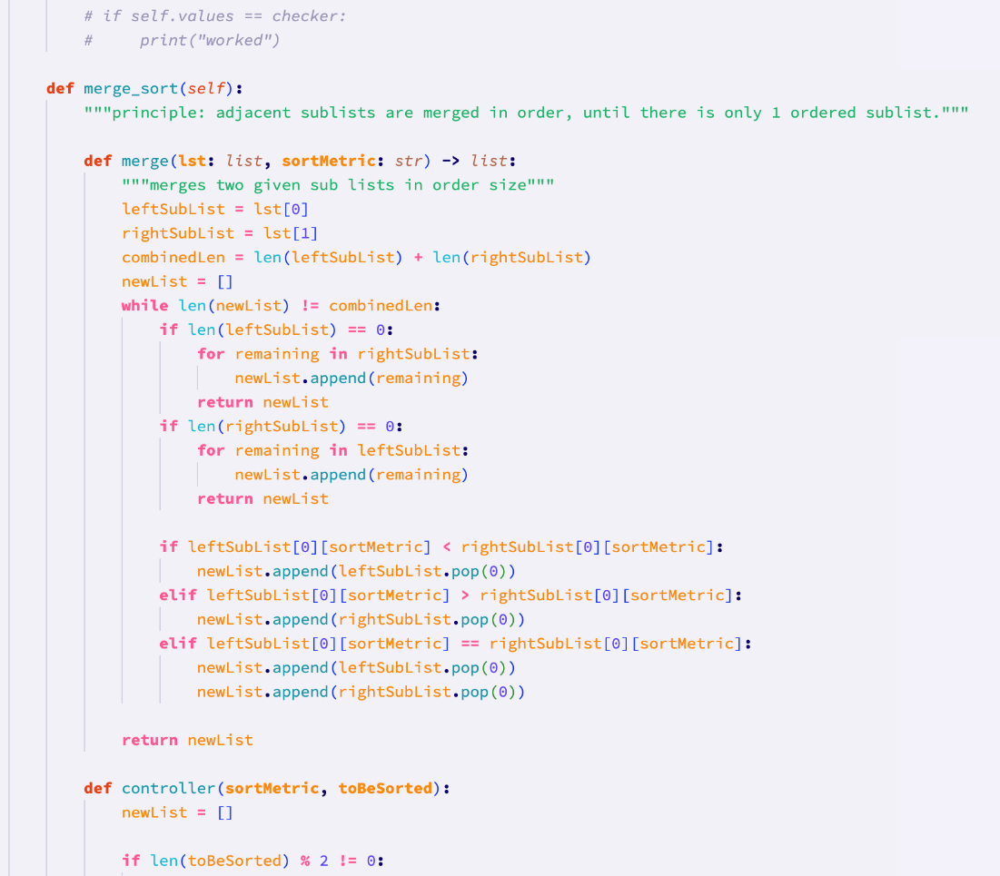 # if self.values == checker:
#     print("worked")
def merge_sort(self):
"""principle: adjacent sublists are merged in order, until there is only 1 ordered sublist."""
def merge(lst: list, sortMetric: str) -> list:
"""merges two given sub lists in order size"""
leftSubList = lst[0]
rightSubList = lst[1]
combinedLen = len(leftSubList) + len(rightSubList)
newList = []
while len(newList) != combinedLen:
if len(leftSubList) == 0:
for remaining in rightSubList:
newList.append(remaining)
return newList
if len(rightSubList) == 0:
for remaining in leftSubList:
newList.append(remaining)
return newList
if leftSubList[0][sortMetric] < rightSubList[0][sortMetric]:
newList.append(leftSubList.pop(0))
elif leftSubList[0][sortMetric] > rightSubList[0][sortMetric]:
newList.append(rightSubList.pop(0))
elif leftSubList[0][sortMetric] == rightSubList[0][sortMetric]:
newList.append(leftSubList.pop(0))
newList.append(rightSubList.pop(0))
return newList
def controller(sortMetric, toBeSorted):
newList = []
if len(toBeSorted) % 2 != 0: